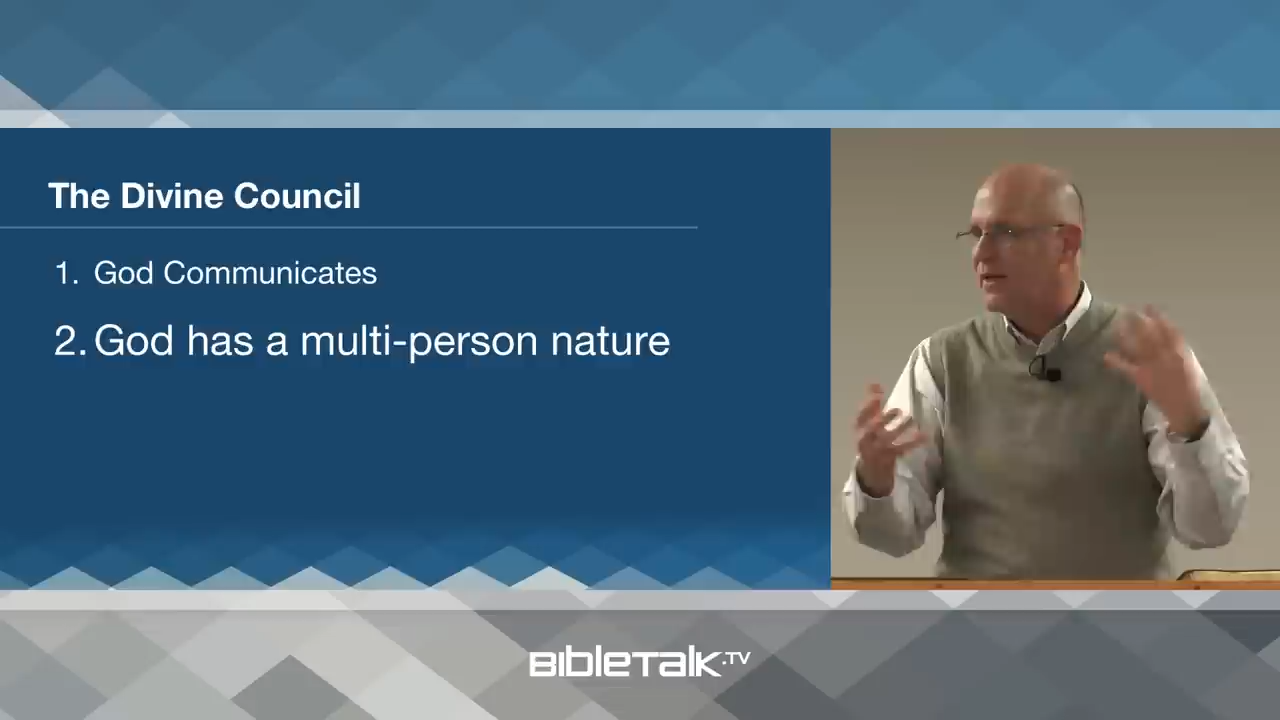 The Divine Council
1. God Communicates
2. God has a multi-person nature
BIBLETALK.TV